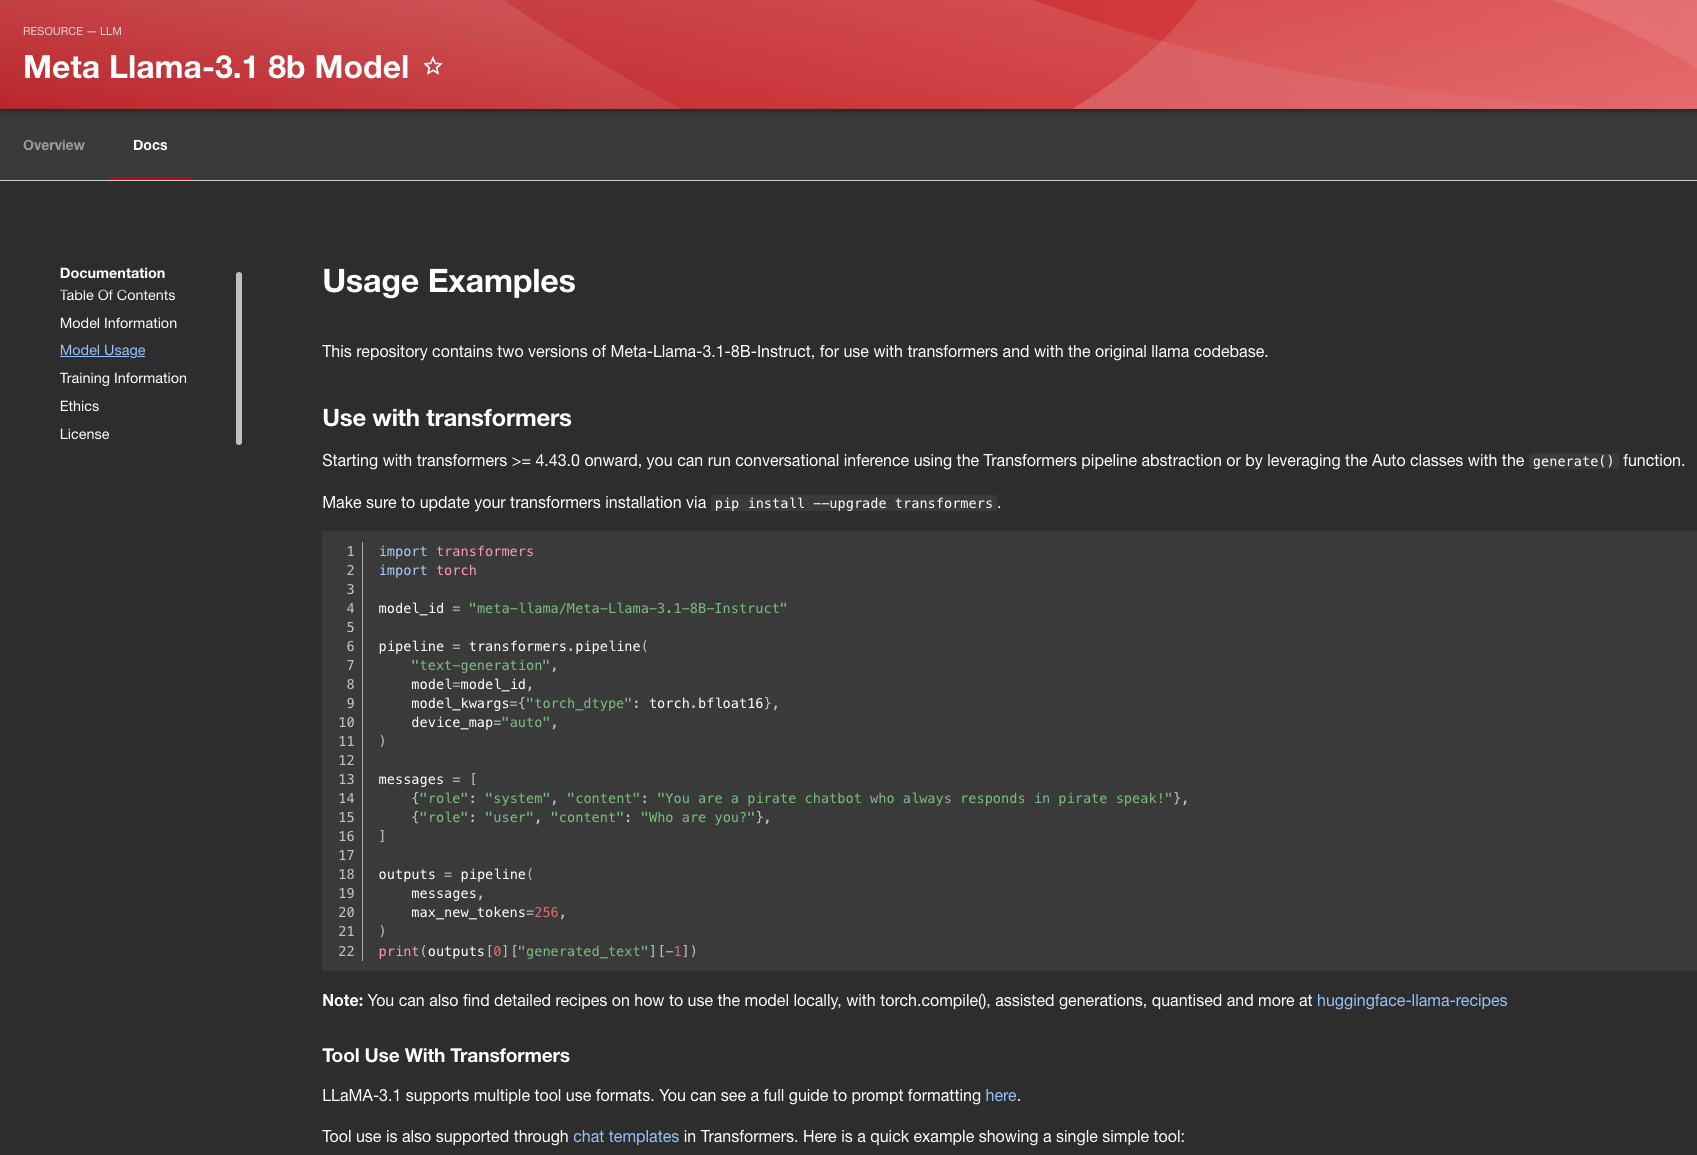 RESOURCE — LLM
Meta Llama-3.1 8b Model ☆
Overview Docs
Documentation
Table Of Contents
Model Information
Model Usage
Training Information
Ethics
License
Usage Examples
This repository contains two versions of Meta-Llama-3.1-8B-Instruct, for use with transformers and with the original llama codebase.
Use with transformers
Starting with transformers >= 4.43.0 onward, you can run conversational inference using the Transformers pipeline abstraction or by leveraging the Auto classes with the generate() function.
Make sure to update your transformers installation via pip install --upgrade transformers.
1 import transformers
2 import torch
3
4 model_id = "meta-llama/Meta-Llama-3.1-8B-Instruct"
5
6 pipeline = transformers.pipeline(
7     "text-generation",
8     model=model_id,
9     model_kwargs={"torch_dtype": torch.bfloat16},
10     device_map="auto",
11 )
12
13 messages = [
14     {"role": "system", "content": "You are a pirate chatbot who always responds in pirate speak!"},
15     {"role": "user", "content": "Who are you?"},
16 ]
17
18 outputs = pipeline(
19     messages,
20     max_new_tokens=256,
21 )
22 print(outputs[0]["generated_text"][-1])
Note: You can also find detailed recipes on how to use the model locally, with torch.compile(), assisted generations, quantised and more at huggingface-llama-recipes
Tool Use With Transformers
LLaMA-3.1 supports multiple tool use formats. You can see a full guide to prompt formatting here.
Tool use is also supported through chat templates in Transformers. Here is a quick example showing a single simple tool: